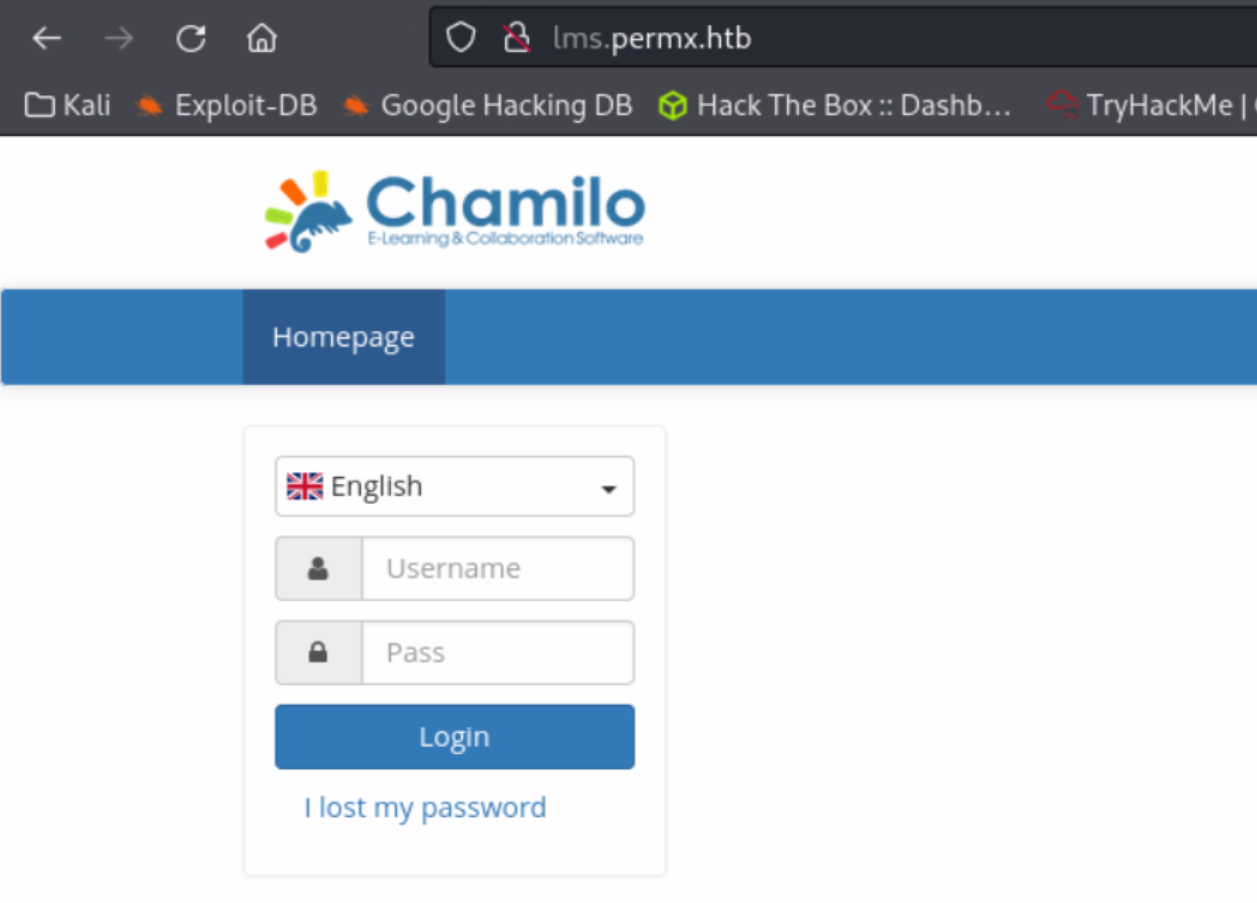 lms.permx.htb
Kali Exploit-DB Google Hacking DB Hack The Box :: Dashb... TryHackMe |
Chamilo
E-Learning & Collaboration Software
Homepage
English
Username
Pass
Login
I lost my password